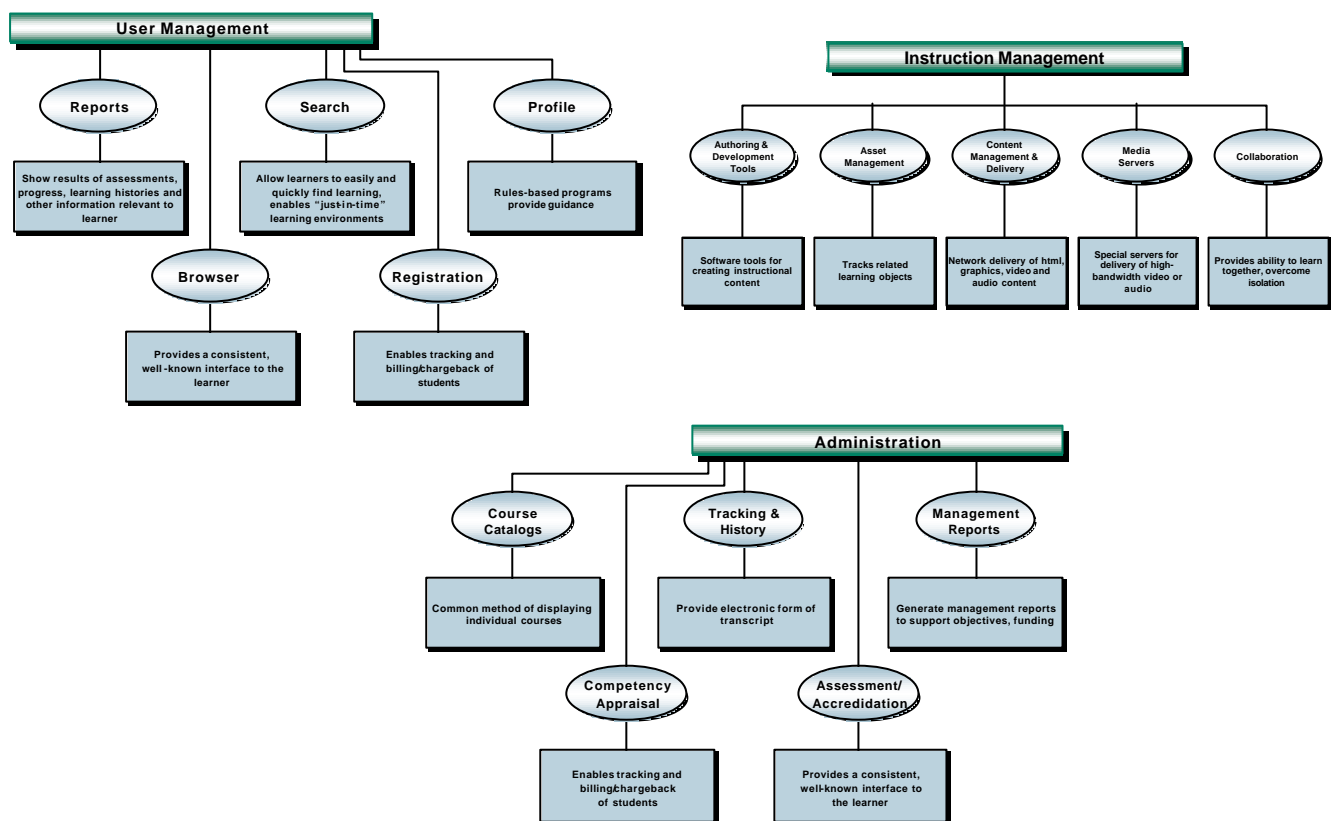 User Management
Reports
Search
Profile
Show results of assessments,
progress, learning histories and
other information relevant to
learner
Allow learners to easily and
quickly find learning,
enables “just-in-time”
learning environments
Rules-based programs
provide guidance
Browser
Registration
Provides a consistent,
well-known interface to the
learner
Enables tracking and
billing/chargeback of
students
Instruction Management
Authoring &
Development
Tools
Asset
Management
Content
Management &
Delivery
Media
Servers
Collaboration
Software tools for
creating instructional
content
Tracks related
learning objects
Network delivery of html,
graphics, video and
audio content
Special servers for
delivery of high-
bandwidth video or
audio
Provides ability to learn
together, overcome
isolation
Administration
Course
Catalogs
Tracking &
History
Management
Reports
Common method of displaying
individual courses
Provide electronic form of
transcript
Generate management reports
to support objectives, funding
Competency
Appraisal
Assessment/
Accredidation
Enables tracking and
billing/chargeback
of students
Provides a consistent,
well-known interface to
the learner